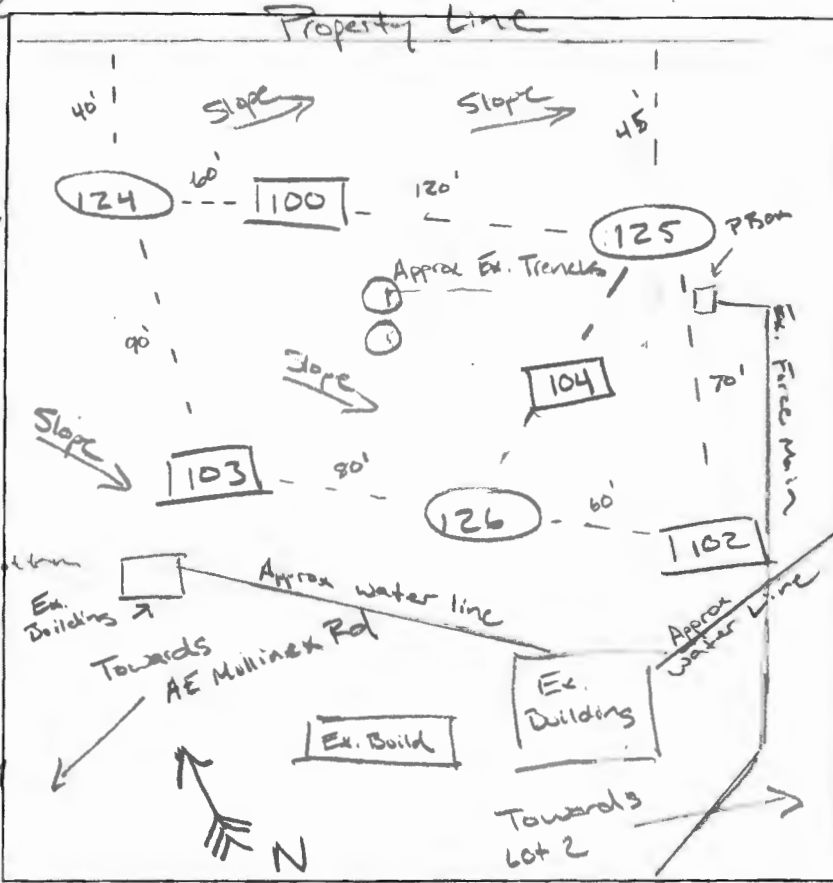 Property Line
40'
Slope
Slope
45'
124
60'
100
120'
125
PBox
Approx Ex. Trenches
90'
Slope
104
70'
Ex. Force Main
Slope
103
80'
126
60'
102
Ex.
Building
Approx water line
Approx
water Line
Towards
AE Mullinex Rd
Ex.
Building
Ex. Build
Towards
Lot 2
N